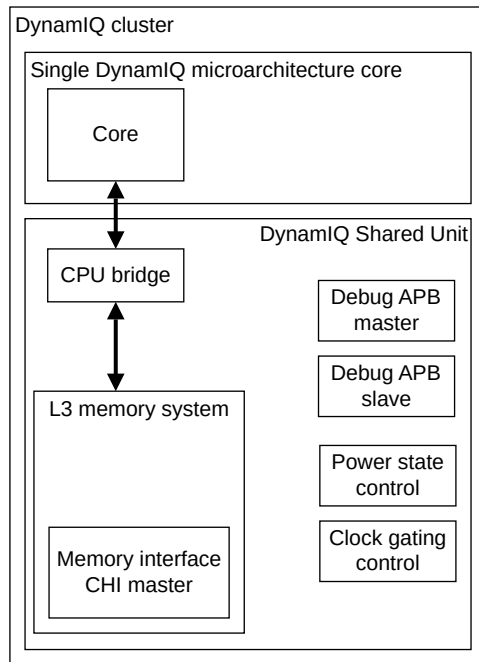 DynamIQ cluster
Single DynamIQ microarchitecture core
Core
DynamIQ Shared Unit
CPU bridge
Debug APB
master
Debug APB
slave
L3 memory system
Power state
control
Clock gating
control
Memory interface
CHI master